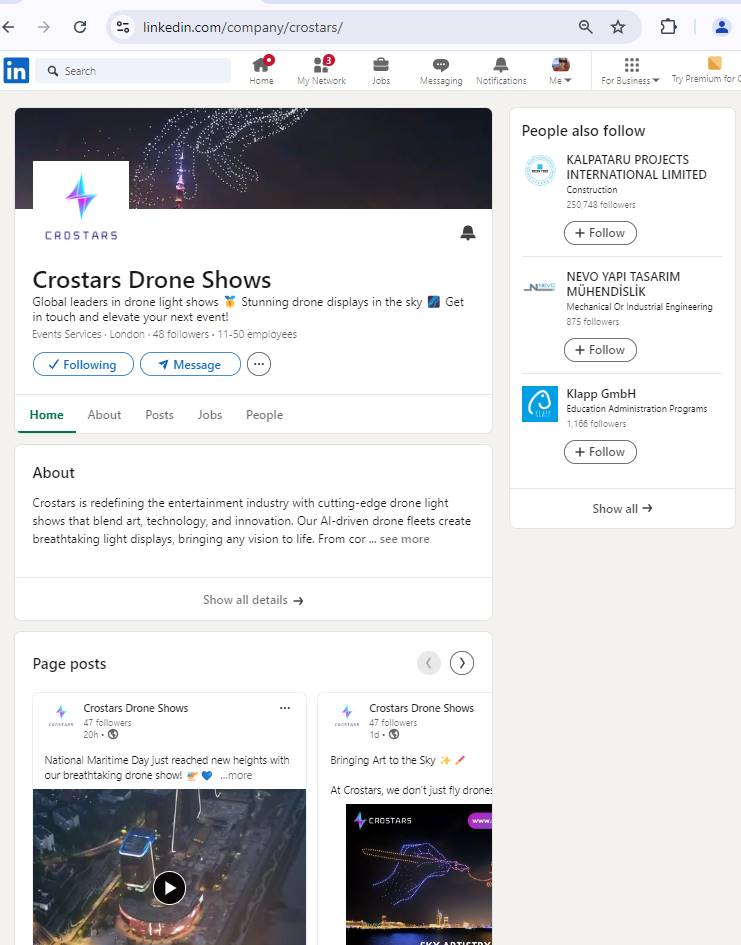 linkedin.com/company/crostars/
in
Search
Home
3
My Network
Jobs
Messaging
Notifications
Me
For Business
Try Premium for
CROSTARS
Crostars Drone Shows
Global leaders in drone light shows 🏅 Stunning drone displays in the sky 🌌 Get
in touch and elevate your next event!
Events Services · London · 48 followers · 11-50 employees
✓ Following
Message
...
Home
About
Posts
Jobs
People
About
Crostars is redefining the entertainment industry with cutting-edge drone light
shows that blend art, technology, and innovation. Our AI-driven drone fleets create
breathtaking light displays, bringing any vision to life. From cor ... see more
Show all details →
Page posts
CROSTARS
Crostars Drone Shows
47 followers
20h •
National Maritime Day just reached new heights with
our breathtaking drone show! 💙 ...more
CROSTARS
Crostars Drone Shows
47 followers
1d •
Bringing Art to the Sky ✨ 🖌️
At Crostars, we don't just fly drones
CROSTARS
www.
SKY ARTISTRY
People also follow
KALPATARU PROJECTS
INTERNATIONAL LIMITED
Construction
250,748 followers
+ Follow
NEVO
NEVO YAPI TASARIM
MÜHENDİSLİK
Mechanical Or Industrial Engineering
875 followers
+ Follow
KLAPP
Klapp GmbH
Education Administration Programs
1,166 followers
+ Follow
Show all →